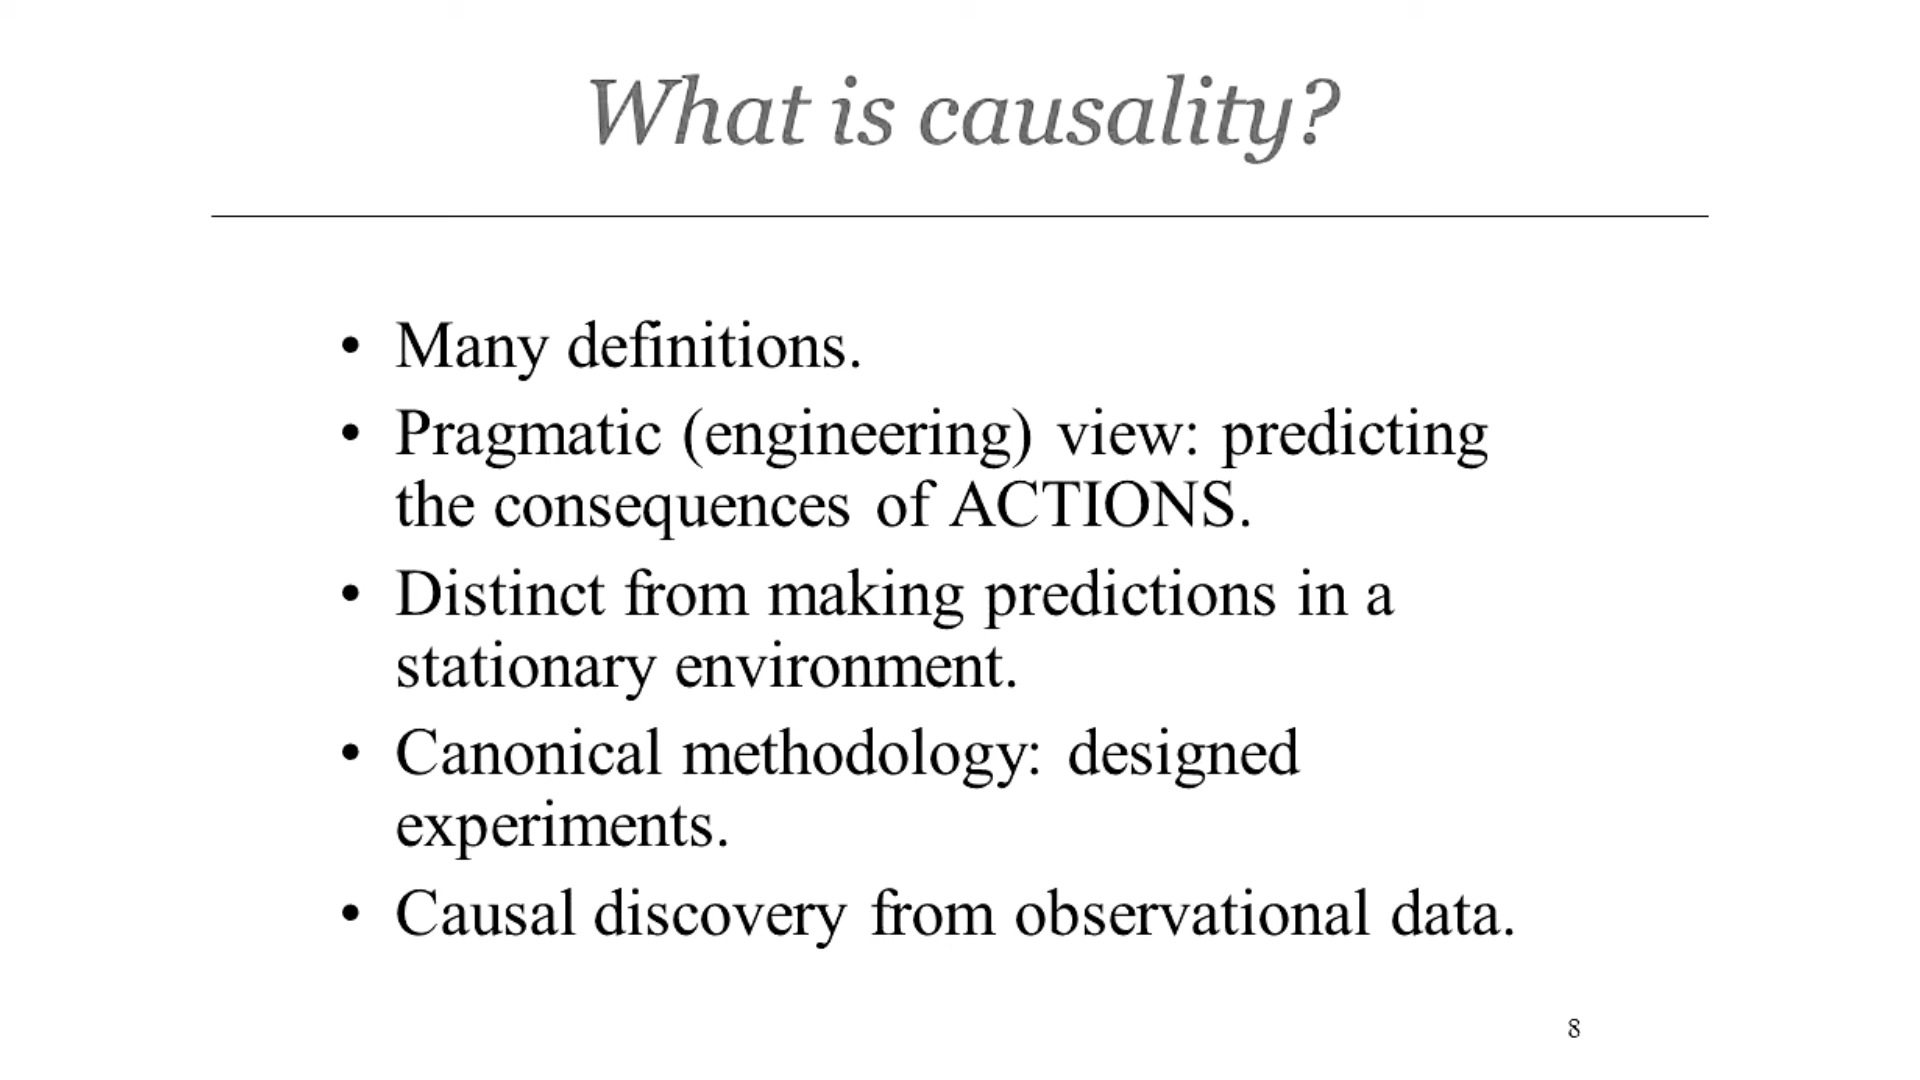 What is causality?
• Many definitions.
• Pragmatic (engineering) view: predicting
the consequences of ACTIONS.
• Distinct from making predictions in a
stationary environment.
• Canonical methodology: designed
experiments.
• Causal discovery from observational data.
8